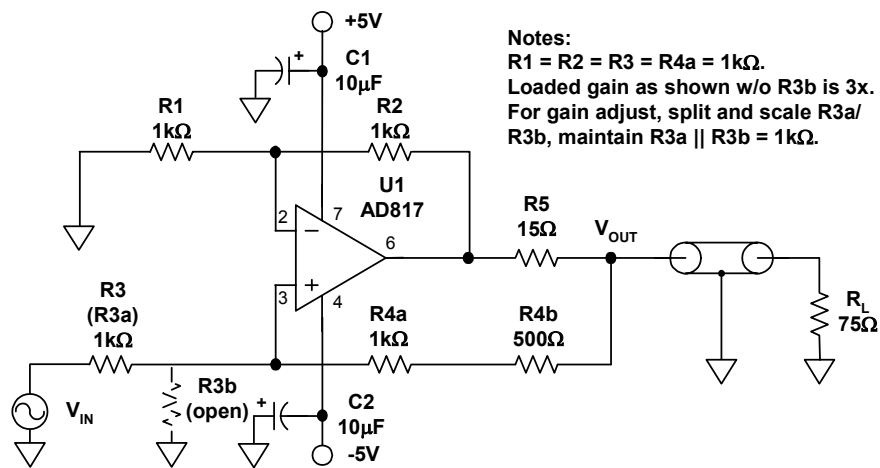 +5V
Notes:
R1 = R2 = R3 = R4a = 1kΩ.
Loaded gain as shown w/o R3b is 3x.
For gain adjust, split and scale R3a/
R3b, maintain R3a || R3b = 1kΩ.
C1
10μF
+
R1
1kΩ
R2
1kΩ
U1
AD817
2
7
−
6
+
3
4
R5
15Ω
VOUT
RL
75Ω
R3
(R3a)
1kΩ
R4a
1kΩ
R4b
500Ω
R3b
(open)
VIN
+
C2
10μF
-5V